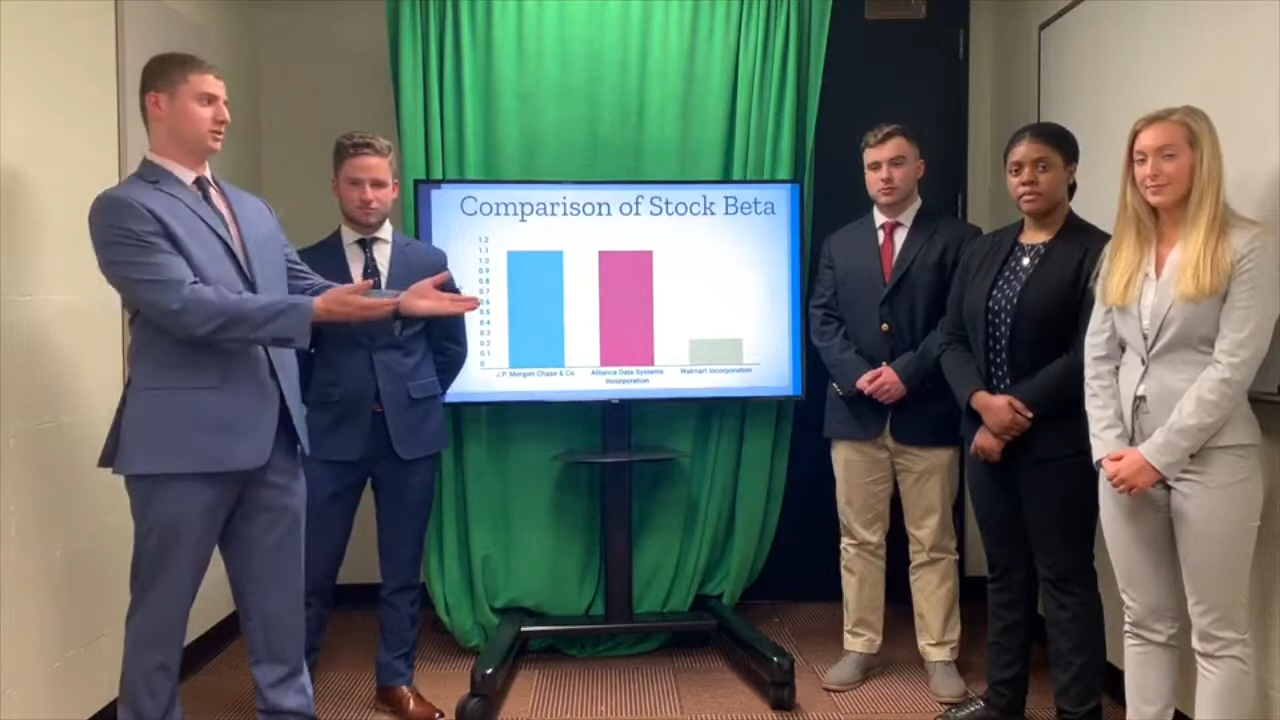 Comparison of Stock Beta
1.2
1.1
1.0
0.9
0.8
0.7
0.6
0.5
0.4
0.3
0.2
0.1
0
J.P. Morgan Chase & Co.
Alliance Data Systems
Incorporation
Walmart Incorporation